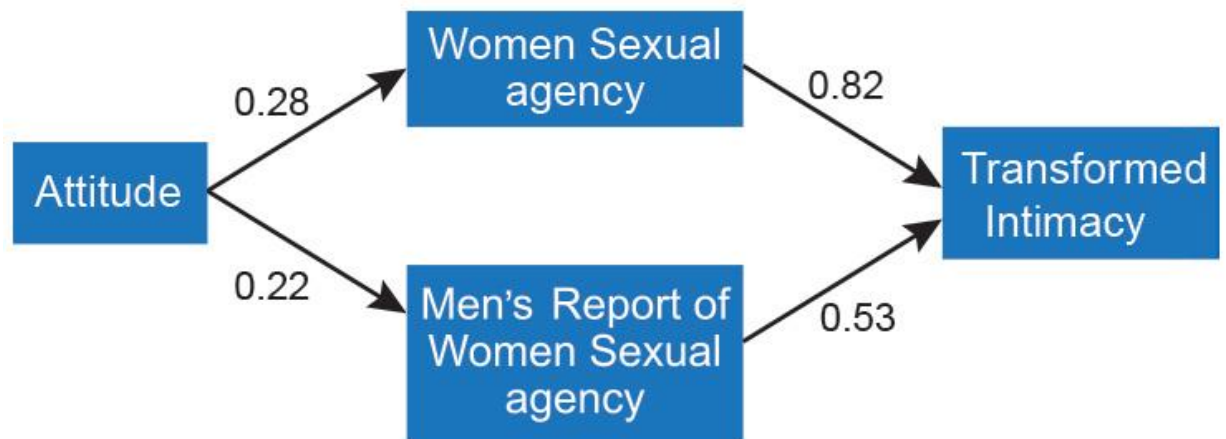 Women Sexual
agency
0.28
0.82
Attitude
Transformed
Intimacy
0.22
Men's Report of
Women Sexual
agency
0.53